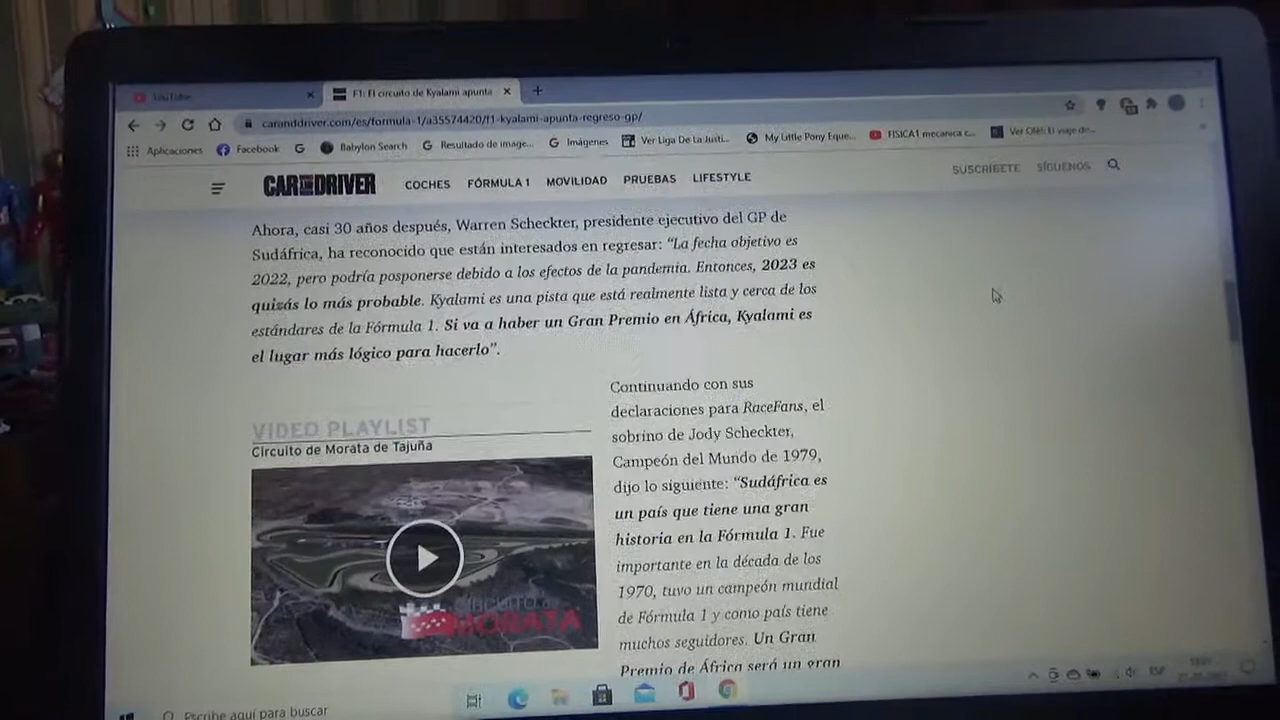 YouTube
F1: El circuito de Kyalami apunta
caranddriver.com/es/formula-1/a35574420/f1-kyalami-apunta-regreso-gp/
Aplicaciones
Facebook
Babylon Search
Resultado de image...
Imágenes
Ver Liga De La Justi...
My Little Pony Eque...
FISICA1 mecanica c...
Ver Olél: El viaje de...
CAR AND DRIVER
COCHES
FÓRMULA 1
MOVILIDAD
PRUEBAS
LIFESTYLE
SUSCRÍBETE
SÍGUENOS
Ahora, casi 30 años después, Warren Scheckter, presidente ejecutivo del GP de
Sudáfrica, ha reconocido que están interesados en regresar: “La fecha objetivo es
2022, pero podría posponerse debido a los efectos de la pandemia. Entonces, 2023 es
quizás lo más probable. Kyalami es una pista que está realmente lista y cerca de los
estándares de la Fórmula 1. Si va a haber un Gran Premio en África, Kyalami es
el lugar más lógico para hacerlo”.
VIDEO PLAYLIST
Circuito de Morata de Tajuña
CIRCUITO
MORATA
Continuando con sus
declaraciones para RaceFans, el
sobrino de Jody Scheckter,
Campeón del Mundo de 1979,
dijo lo siguiente: “Sudáfrica es
un país que tiene una gran
historia en la Fórmula 1. Fue
importante en la década de los
1970, tuvo un campeón mundial
de Fórmula 1 y como país tiene
muchos seguidores. Un Gran
Premio de África será un gran
Escribe aquí para buscar
ESP